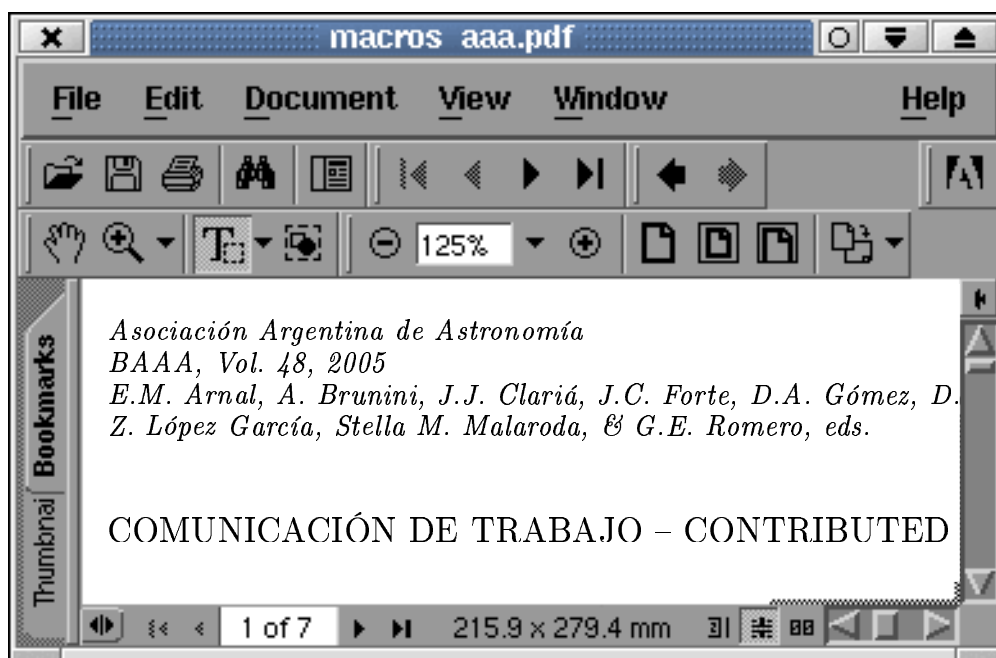 macros aaa.pdf
File Edit Document View Window Help
125%
Bookmarks
Thumbnai
Asociación Argentina de Astronomía
BAAA, Vol. 48, 2005
E.M. Arnal, A. Brunini, J.J. Clariá, J.C. Forte, D.A. Gómez, D.
Z. López García, Stella M. Malaroda, & G.E. Romero, eds.
COMUNICACIÓN DE TRABAJO – CONTRIBUTED
1 of 7 215.9 x 279.4 mm